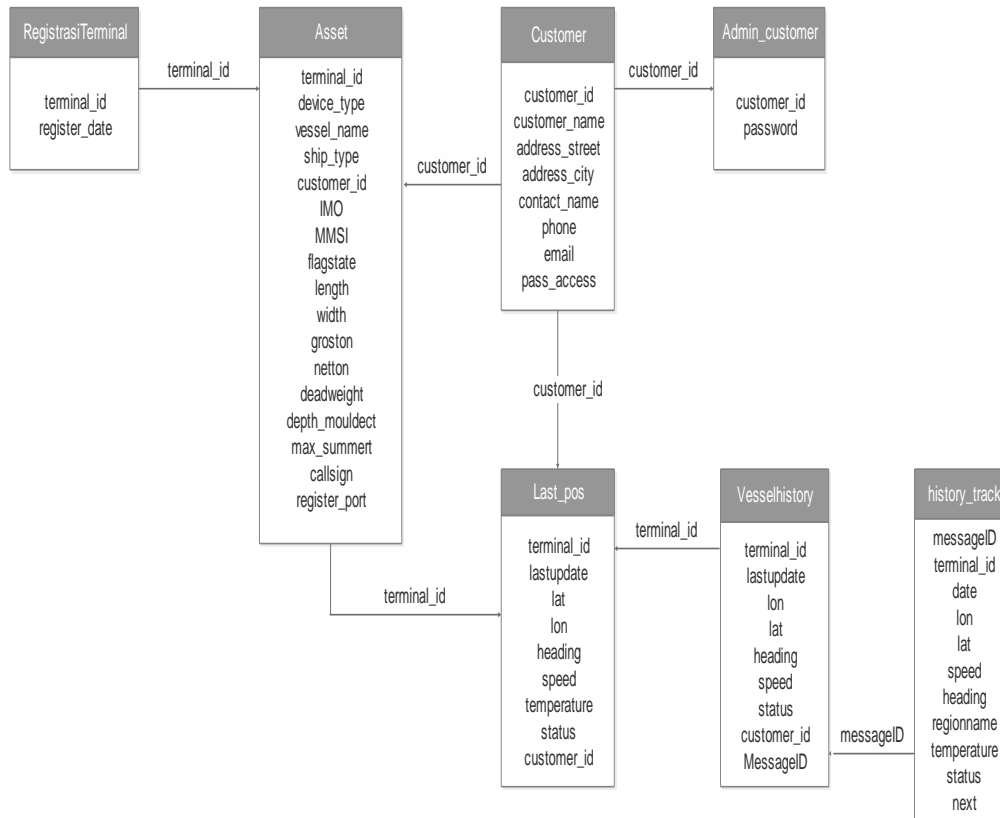 RegistrasiTerminal
terminal_id
register_date
terminal_id
Asset
terminal_id
device_type
vessel_name
ship_type
customer_id
IMO
MMSI
flagstate
length
width
groston
netton
deadweight
depth_mouldect
max_summert
callsign
register_port
customer_id
Customer
customer_id
customer_name
address_street
address_city
contact_name
phone
email
pass_access
customer_id
Admin_customer
customer_id
password
customer_id
terminal_id
Last_pos
terminal_id
lastupdate
lat
lon
heading
speed
temperature
status
customer_id
terminal_id
Vesselhistory
terminal_id
lastupdate
lon
lat
heading
speed
status
customer_id
MessageID
messageID
history_track
messageID
terminal_id
date
lon
lat
speed
heading
regionname
temperature
status
next